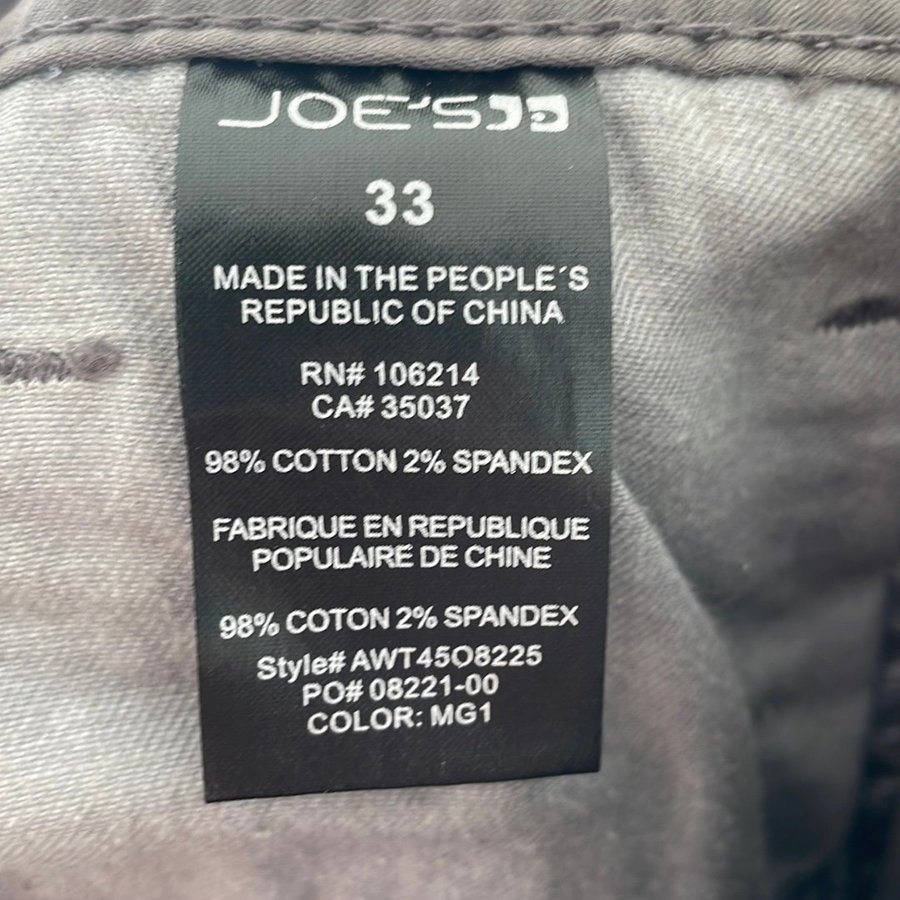 JOE'S
33
MADE IN THE PEOPLE´S
REPUBLIC OF CHINA
RN# 106214
CA# 35037
98% COTTON 2% SPANDEX
FABRIQUE EN REPUBLIQUE
POPULAIRE DE CHINE
98% COTON 2% SPANDEX
Style# AWT45O8225
PO# 08221-00
COLOR: MG1